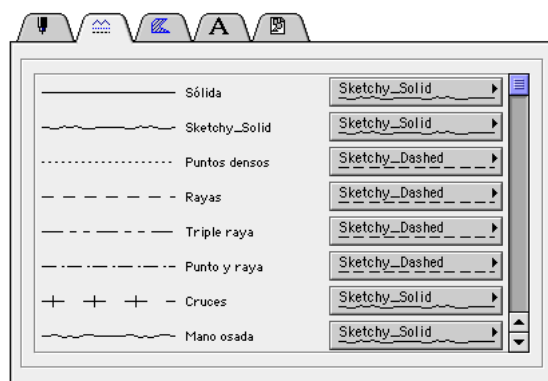 A
Sólida Sketchy_Solid
Sketchy_Solid Sketchy_Solid
Puntos densos Sketchy_Dashed
Rayas Sketchy_Dashed
Triple raya Sketchy_Dashed
Punto y raya Sketchy_Dashed
Cruces Sketchy_Solid
Mano osada Sketchy_Solid